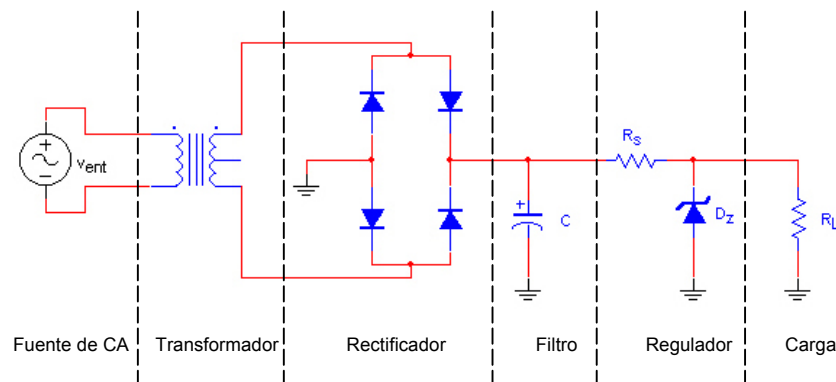 +
−
v_ent
+
C
R_S
D_Z
R_L
Fuente de CA
Transformador
Rectificador
Filtro
Regulador
Carga